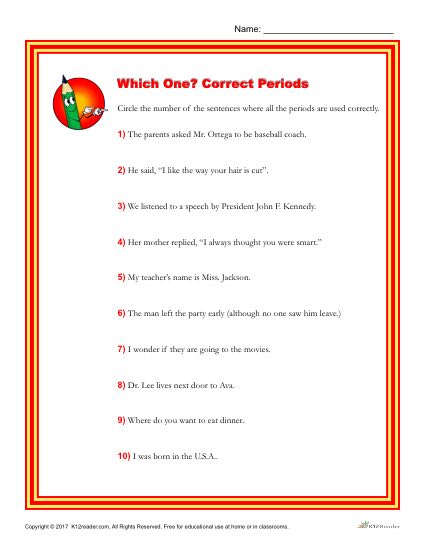 Name: ___________________________
Which One? Correct Periods
Circle the number of the sentences where all the periods are used correctly.
1) The parents asked Mr. Ortega to be baseball coach.
2) He said, “I like the way your hair is cut”.
3) We listened to a speech by President John F. Kennedy.
4) Her mother replied, “I always thought you were smart.”
5) My teacher’s name is Miss. Jackson.
6) The man left the party early (although no one saw him leave.)
7) I wonder if they are going to the movies.
8) Dr. Lee lives next door to Ava.
9) Where do you want to eat dinner.
10) I was born in the U.S.A..
Copyright © 2017 K12reader.com. All Rights Reserved. Free for educational use at home or in classrooms.
K12Reader